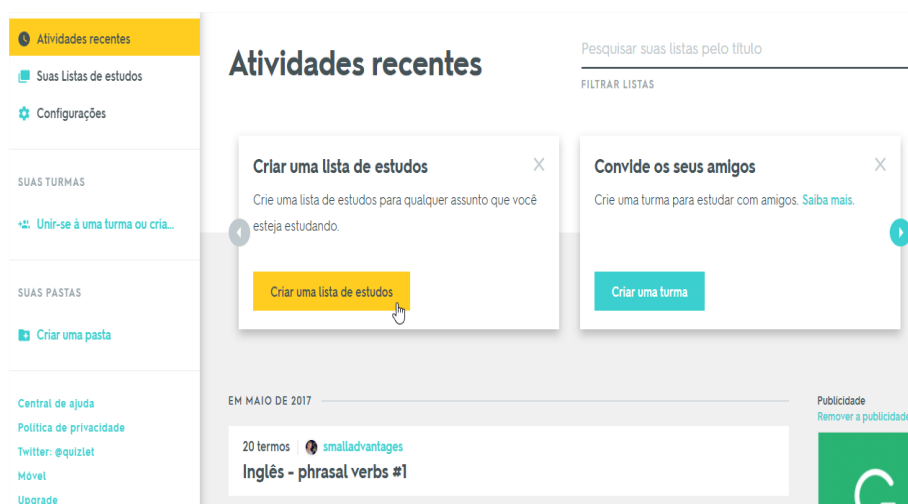 Atividades recentes
Suas Listas de estudos
Configurações
SUAS TURMAS
Unir-se à uma turma ou cria...
SUAS PASTAS
Criar uma pasta
Central de ajuda
Política de privacidade
Twitter: @quizlet
Móvel
Upgrade
Atividades recentes
Pesquisar suas listas pelo título
FILTRAR LISTAS
Criar uma lista de estudos
Crie uma lista de estudos para qualquer assunto que você
esteja estudando.
Criar uma lista de estudos
Convide os seus amigos
Crie uma turma para estudar com amigos. Saiba mais.
Criar uma turma
EM MAIO DE 2017
20 termos smalladvantages
Inglês - phrasal verbs #1
Publicidade
Remover a publicidade
G